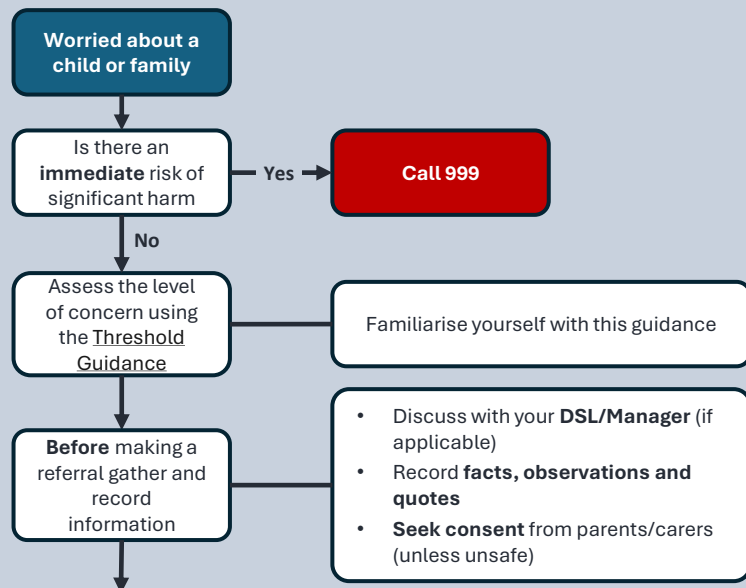 Worried about a
child or family
Is there an
immediate risk of
significant harm
Yes
Call 999
No
Assess the level
of concern using
the Threshold
Guidance
Familiarise yourself with this guidance
Before making a
referral gather and
record
information
• Discuss with your DSL/Manager (if
applicable)
• Record facts, observations and
quotes
• Seek consent from parents/carers
(unless unsafe)